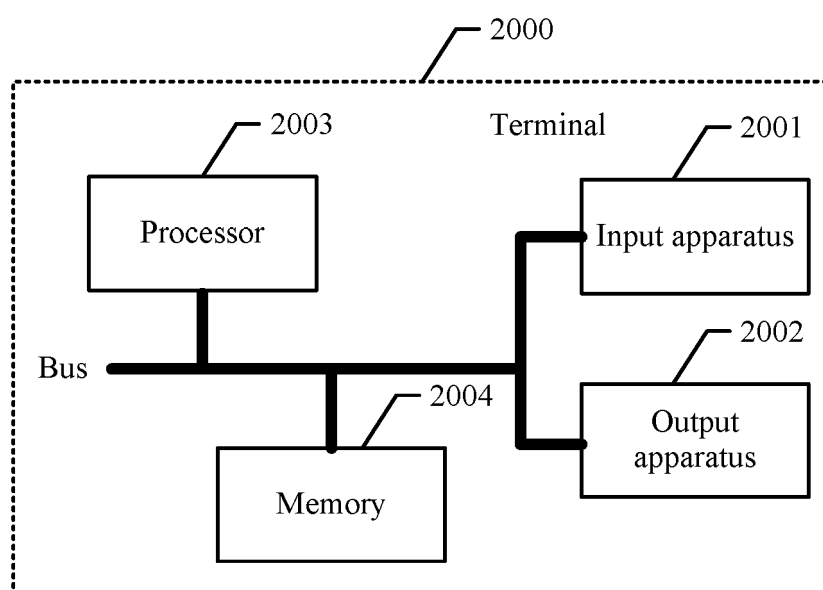 2000
2003
Terminal
2001
Processor
Input apparatus
2002
Bus
2004
Output
apparatus
Memory